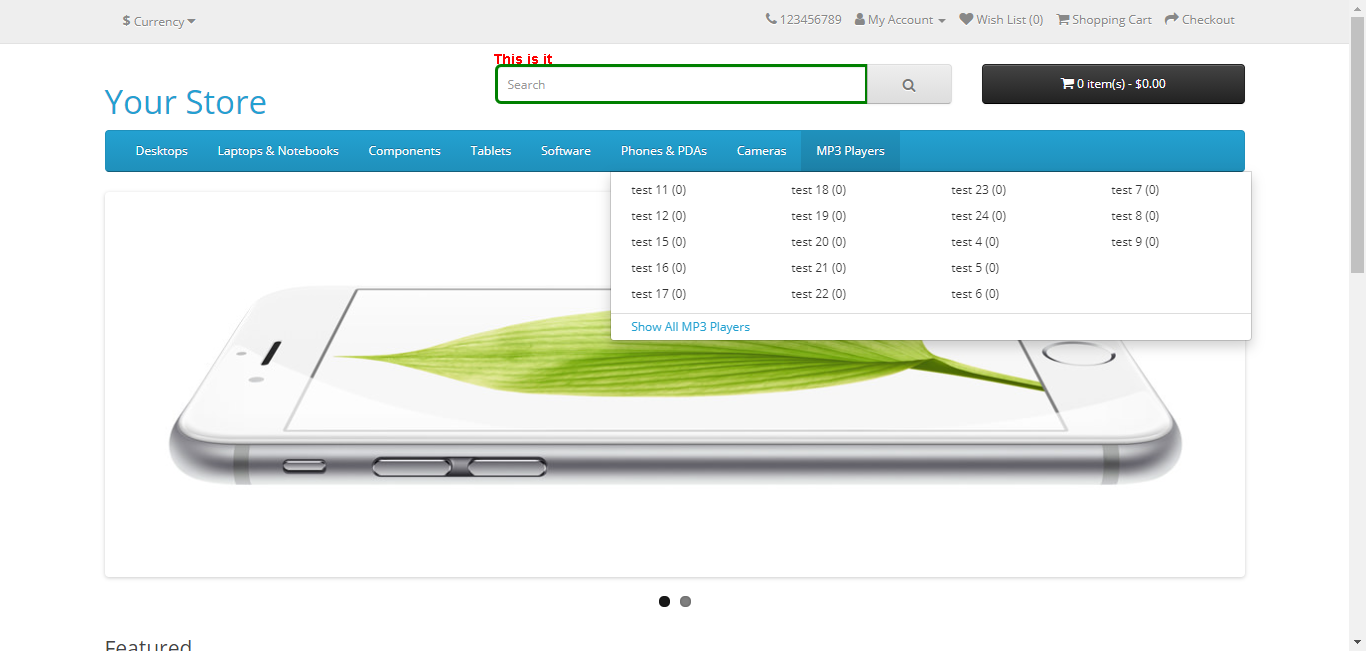 $ Currency
123456789 My Account Wish List (0) Shopping Cart Checkout
This is it
Search
0 item(s) - $0.00
Your Store
Desktops Laptops & Notebooks Components Tablets Software Phones & PDAs Cameras MP3 Players
test 11 (0) test 18 (0) test 23 (0) test 7 (0)
test 12 (0) test 19 (0) test 24 (0) test 8 (0)
test 15 (0) test 20 (0) test 4 (0) test 9 (0)
test 16 (0) test 21 (0) test 5 (0)
test 17 (0) test 22 (0) test 6 (0)
Show All MP3 Players
Featured